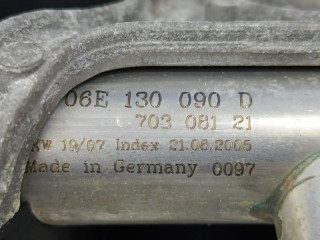 06E 130 090 D
703 081 21
KW 19/07 Index 21.08.2005
Made in Germany 0097